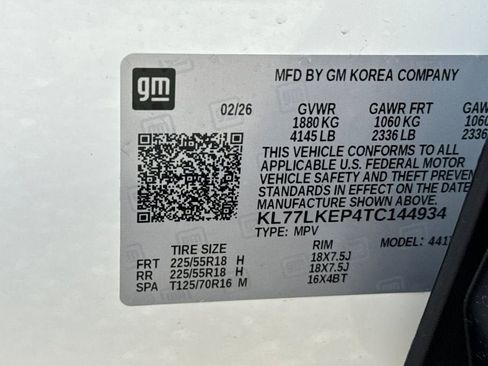 gm
MFD BY GM KOREA COMPANY
02/26 GVWR GAWR FRT
1880 KG 1060 KG 1060
4145 LB 2336 LB 2336
THIS VEHICLE CONFORMS TO ALL
APPLICABLE U.S. FEDERAL MOTOR
VEHICLE SAFETY AND THEFT PREVEN
STANDARDS IN EFFECT ON THE DATE
MANUFACTURE SHOWN ABOVE.
KL77LKEP4TC144934
TYPE: MPV MODEL: 441
TIRE SIZE RIM
FRT 225/55R18 H 18X7.5J
RR 225/55R18 H 18X7.5J
SPA T125/70R16 M 16X4BT